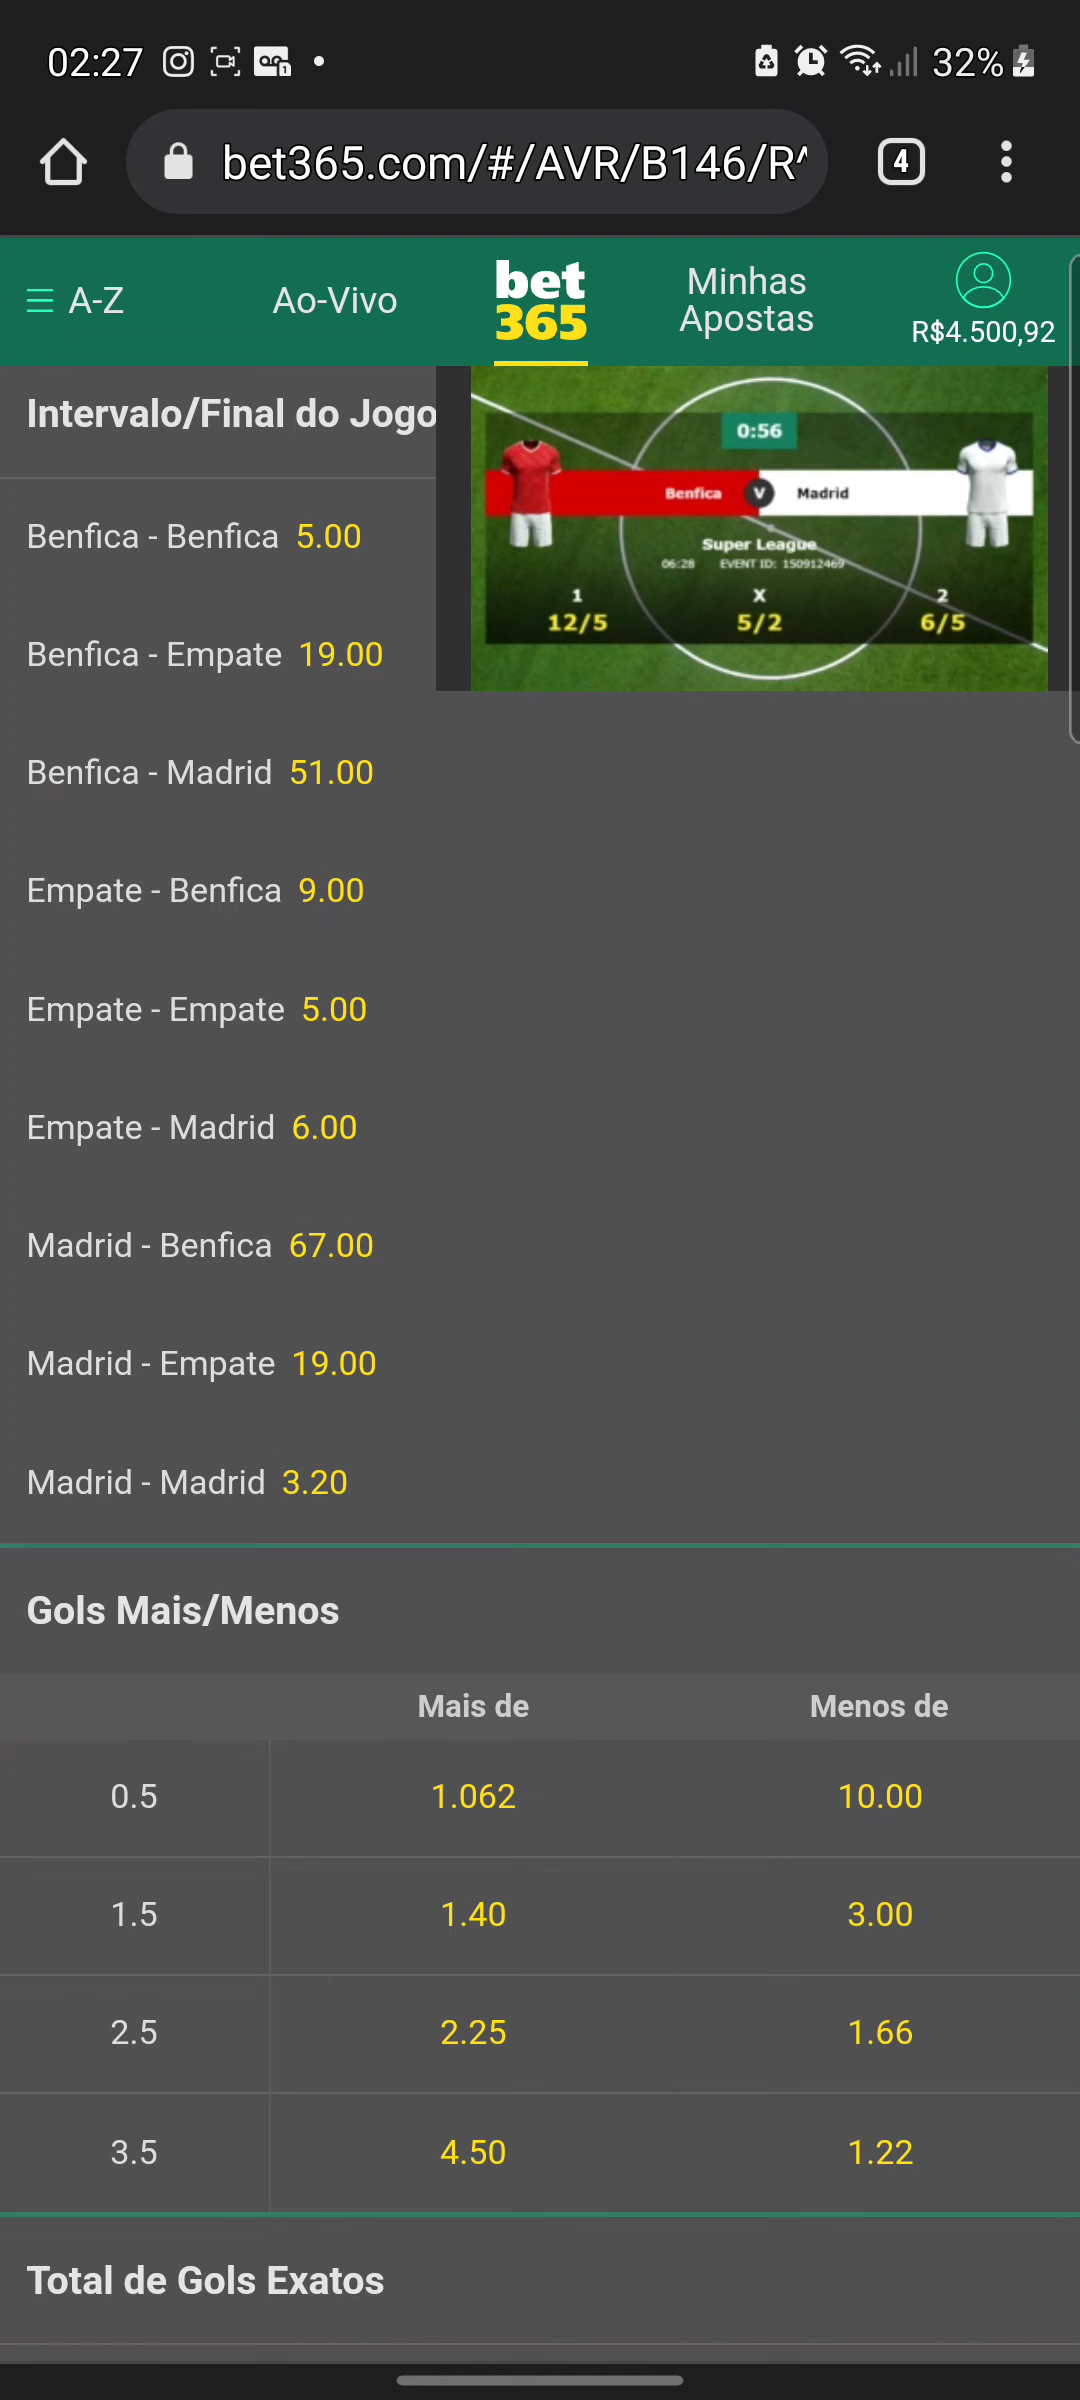 02:27
32%
bet365.com/#/AVR/B146/R^
4
A-Z
Ao-Vivo
bet
365
Minhas
Apostas
R$4.500,92
Intervalo/Final do Jogo
0:56
Benfica V Madrid
Super League
06:28 EVENT ID: 150912469
1 X 2
12/5 5/2 6/5
Benfica - Benfica 5.00
Benfica - Empate 19.00
Benfica - Madrid 51.00
Empate - Benfica 9.00
Empate - Empate 5.00
Empate - Madrid 6.00
Madrid - Benfica 67.00
Madrid - Empate 19.00
Madrid - Madrid 3.20
Gols Mais/Menos
Mais de Menos de
0.5 1.062 10.00
1.5 1.40 3.00
2.5 2.25 1.66
3.5 4.50 1.22
Total de Gols Exatos